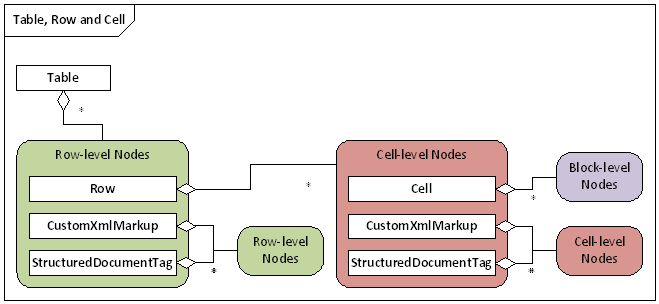 Table, Row and Cell
Table
*
Row-level Nodes
Row
*
CustomXmlMarkup
StructuredDocumentTag
*
Row-level
Nodes
Cell-level Nodes
Cell
*
Block-level
Nodes
CustomXmlMarkup
StructuredDocumentTag
*
Cell-level
Nodes